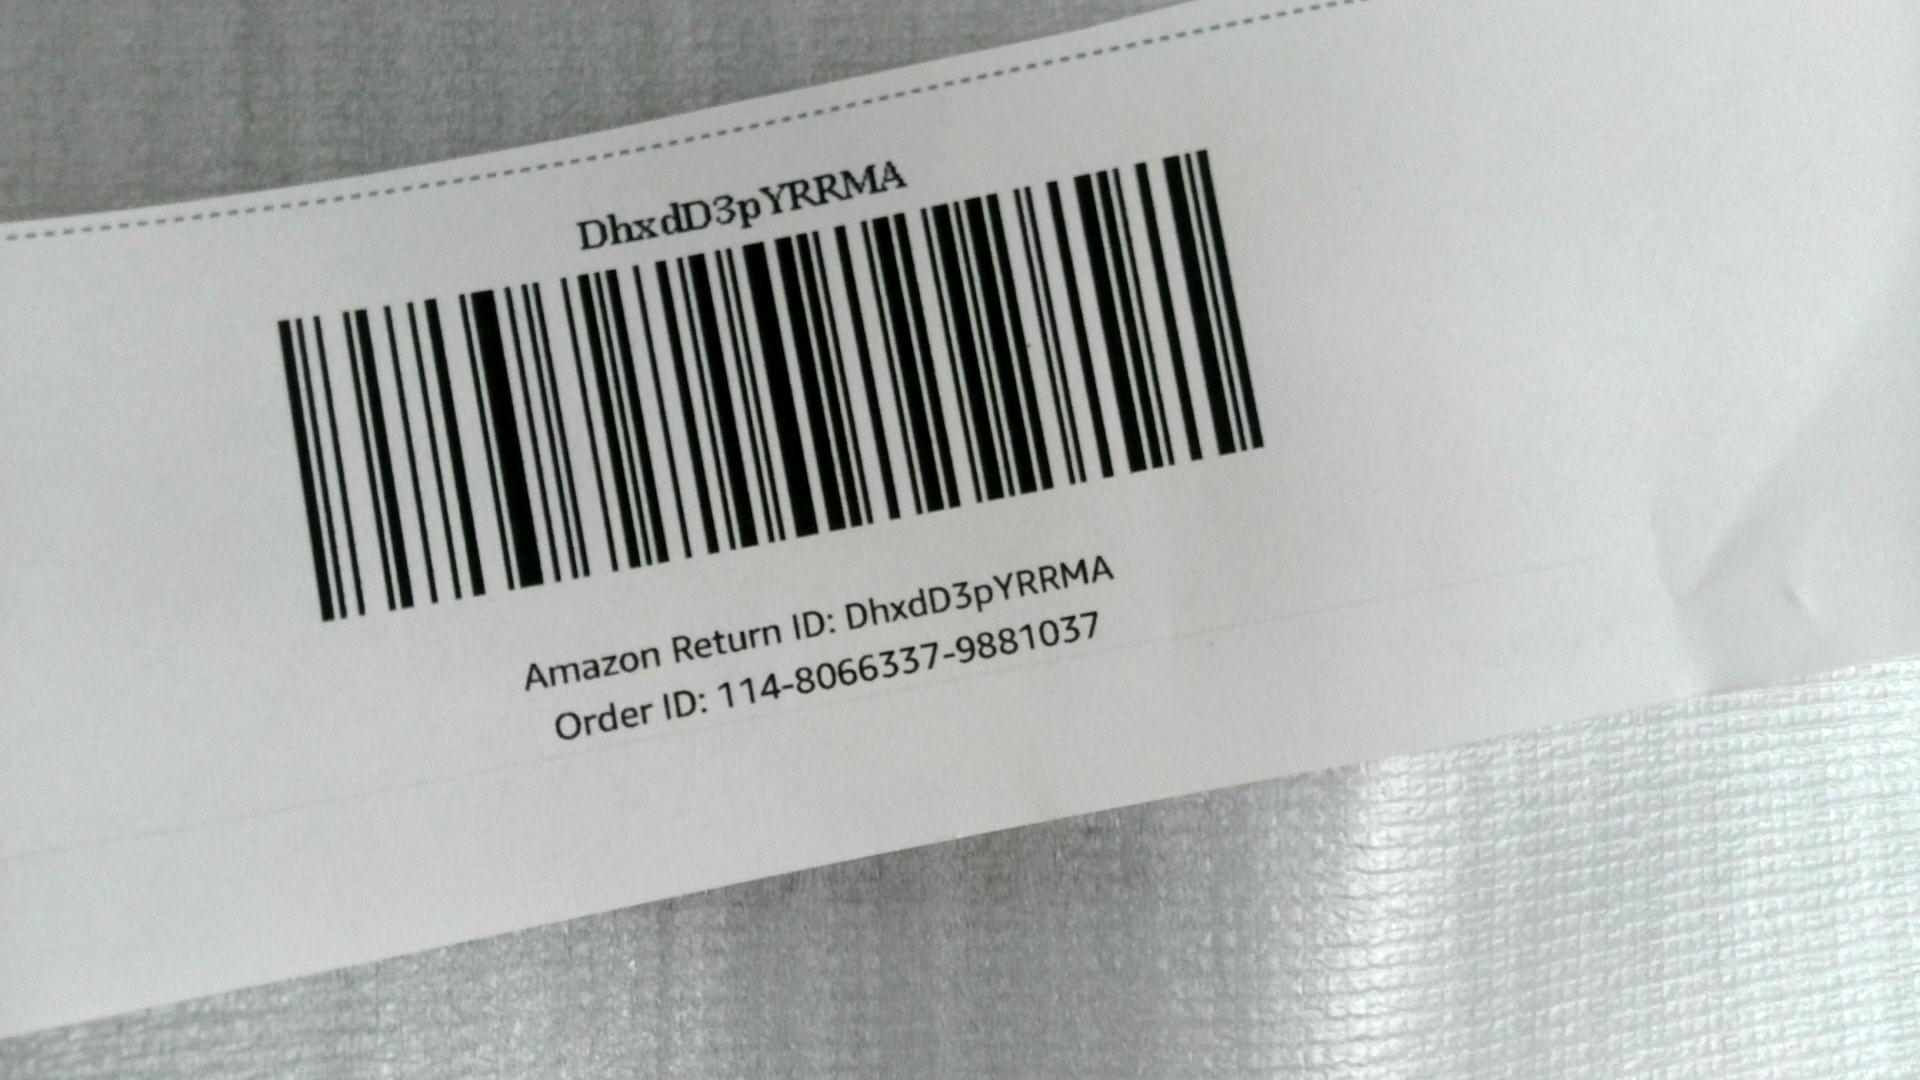 DhxdD3pYRRMA
Amazon Return ID: DhxdD3pYRRMA
Order ID: 114-8066337-9881037